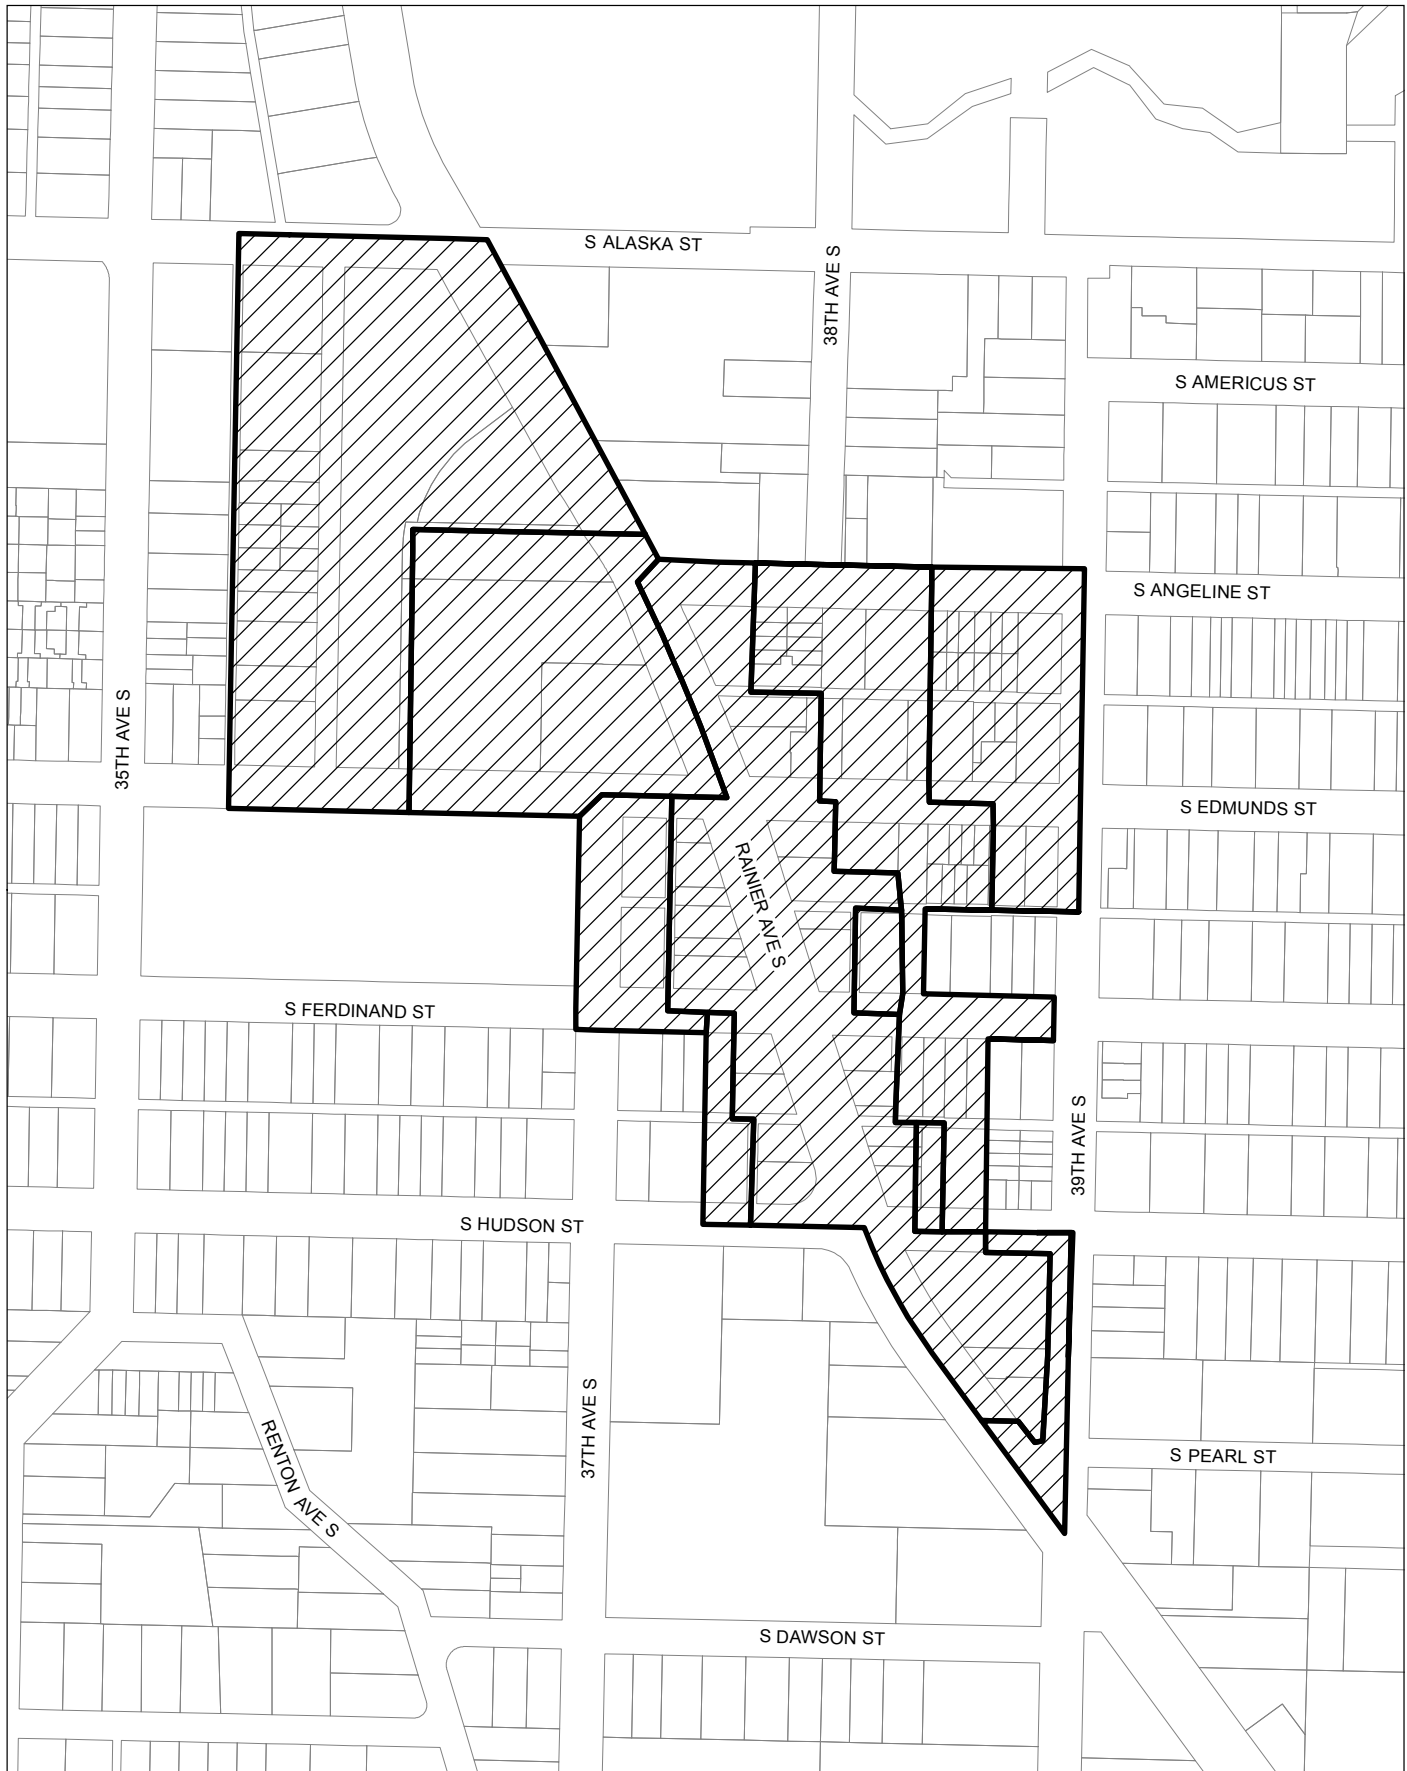 S ALASKA ST
38TH AVE S
S AMERICUS ST
S ANGELINE ST
35TH AVE S
S EDMUNDS ST
RAINIER AVE S
S FERDINAND ST
39TH AVE S
S HUDSON ST
37TH AVE S
RENTON AVE S
S PEARL ST
S DAWSON ST